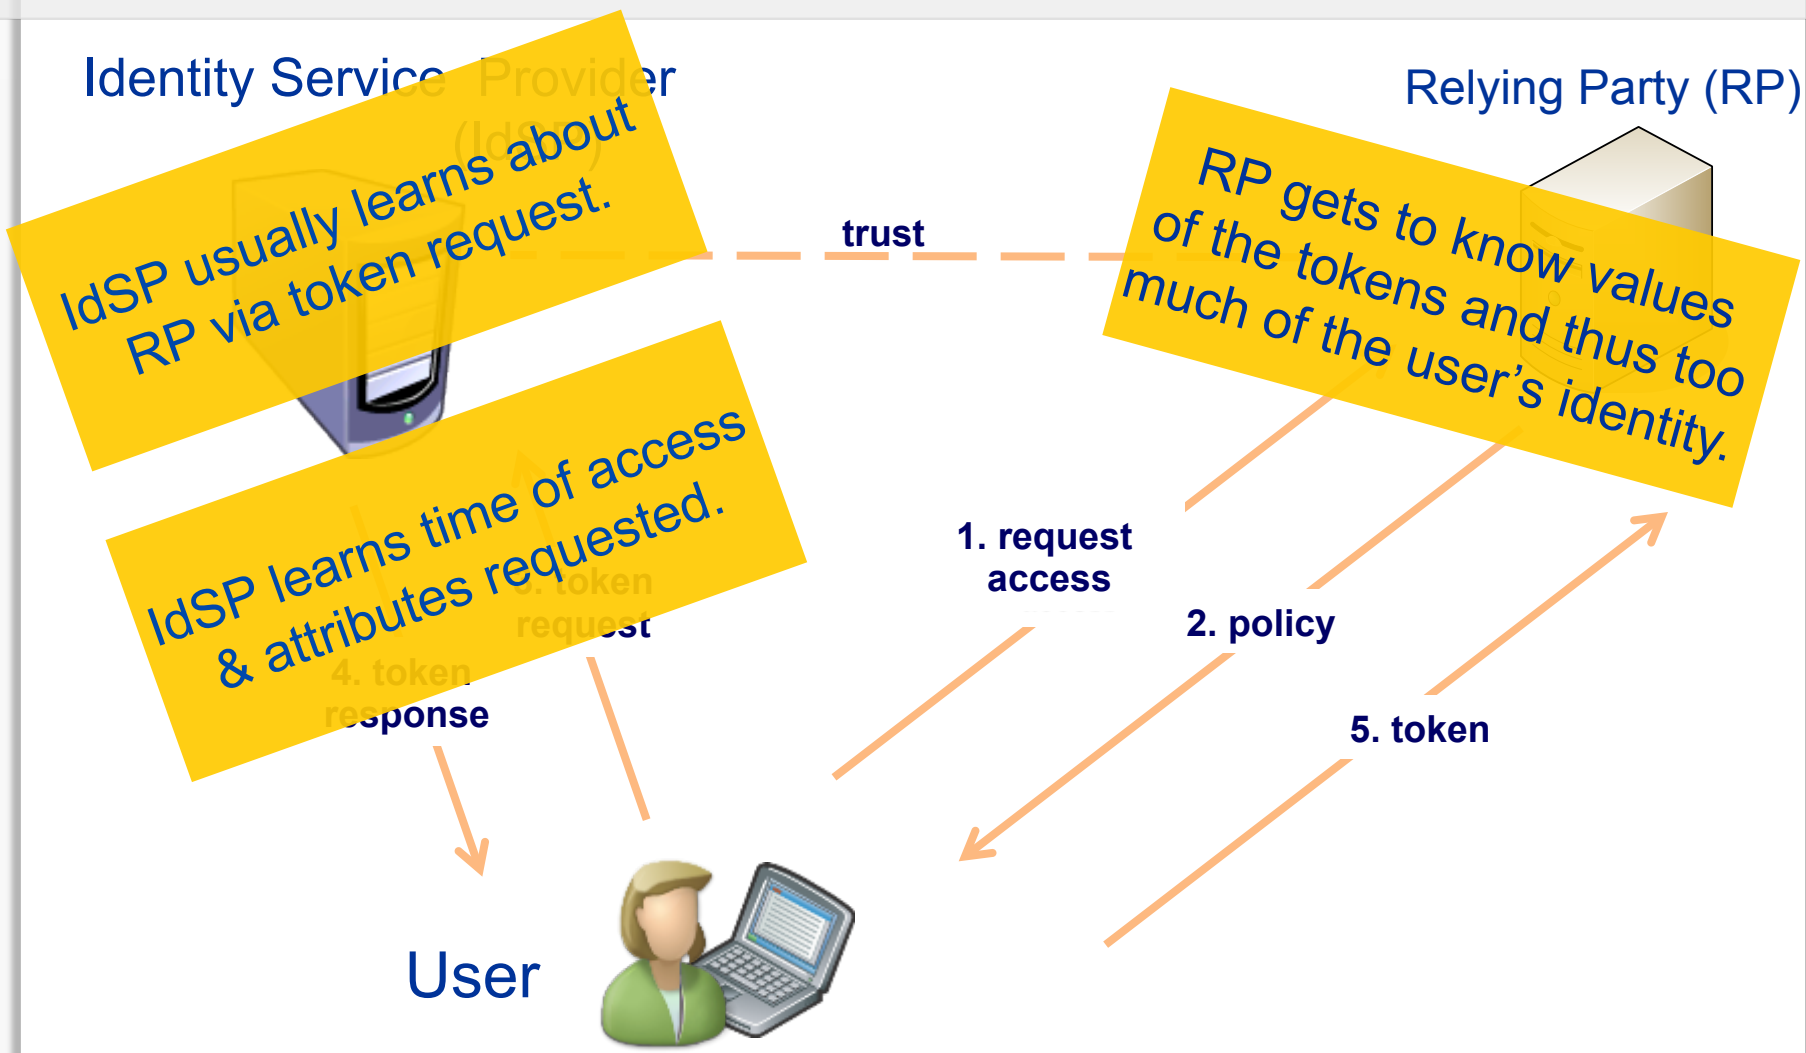 Identity Service Provider
(IdSP)
Relying Party (RP)
IdSP usually learns about
RP via token request.
trust
RP gets to know values
of the tokens and thus too
much of the user’s identity.
IdSP learns time of access
& attributes requested.
1. request
access
3. token
request
2. policy
4. token
response
5. token
User